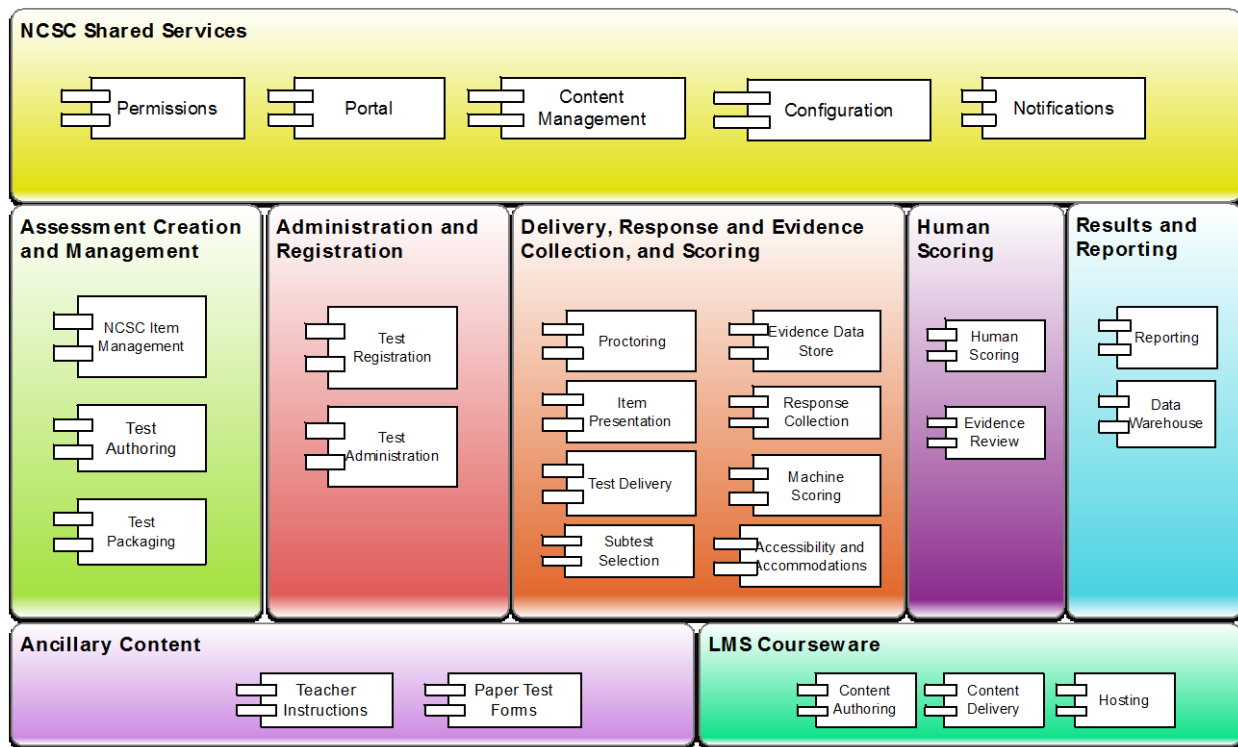 NCSC Shared Services
Permissions
Portal
Content
Management
Configuration
Notifications
Assessment Creation
and Management
NCSC Item
Management
Test
Authoring
Test
Packaging
Administration and
Registration
Test
Registration
Test
Administration
Delivery, Response and Evidence
Collection, and Scoring
Proctoring
Evidence Data
Store
Item
Presentation
Response
Collection
Test Delivery
Machine
Scoring
Subtest
Selection
Accessibility and
Accommodations
Human
Scoring
Human
Scoring
Evidence
Review
Results and
Reporting
Reporting
Data
Warehouse
Ancillary Content
Teacher
Instructions
Paper Test
Forms
LMS Courseware
Content
Authoring
Content
Delivery
Hosting